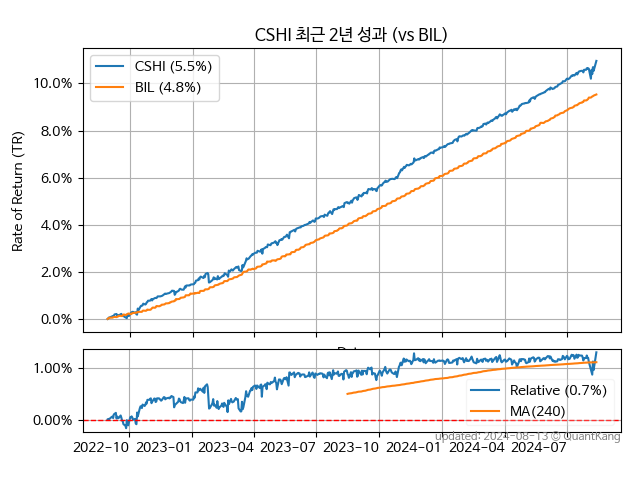 CSHI 최근 2년 성과 (vs BIL)
Rate of Return (TR)
10.0%
8.0%
6.0%
4.0%
2.0%
0.0%
CSHI (5.5%)
BIL (4.8%)
1.00%
0.00%
Relative (0.7%)
MA(240)
2022-10 2023-01 2023-04 2023-07 2023-10 2024-01 2024-04 2024-07
updated: 2024-08-13 © QuantKang